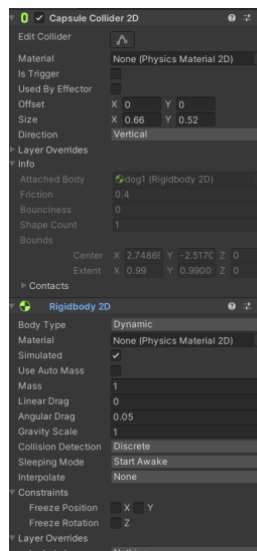 Capsule Collider 2D
Edit Collider
Material None (Physics Material 2D)
Is Trigger
Used By Effector
Offset X 0 Y 0
Size X 0.66 Y 0.52
Direction Vertical
Layer Overrides
Info
Attached Body dog1 (Rigidbody 2D)
Friction 0.4
Bounciness 0
Shape Count 1
Bounds
Center X 2.7486 Y -2.517 Z 0
Extent X 0.99 Y 0.9900 Z 0
Contacts
Rigidbody 2D
Body Type Dynamic
Material None (Physics Material 2D)
Simulated
Use Auto Mass
Mass 1
Linear Drag 0
Angular Drag 0.05
Gravity Scale 1
Collision Detection Discrete
Sleeping Mode Start Awake
Interpolate None
Constraints
Freeze Position X Y
Freeze Rotation Z
Layer Overrides